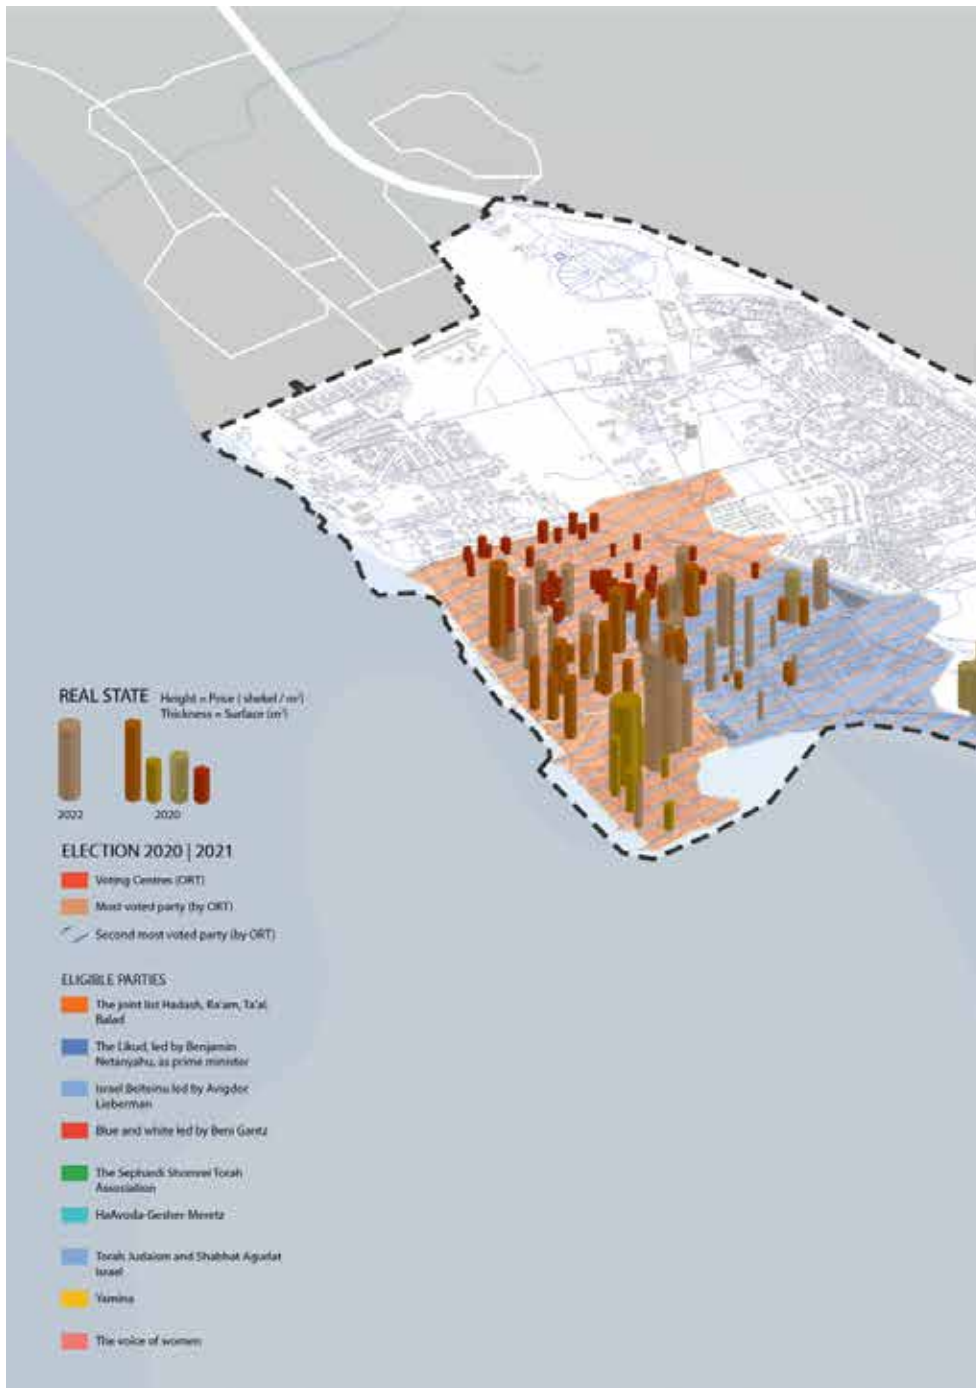 REAL STATE Height = Price ( shekel / m²)
Thickness = Surface (m²)
2022
2020
ELECTION 2020 | 2021
Voting Centres (ORT)
Most voted party (by ORT)
Second most voted party (by ORT)
ELIGIBLE PARTIES
The joint list Hadash, Ra'am, Ta'al,
Balad
The Likud, led by Benjamin
Netanyahu, as prime minister
Israel Beiteinu led by Avigdor
Lieberman
Blue and white led by Beni Gantz
The Sephardi Shomrei Torah
Association
HaAvoda-Gesher-Meretz
Torah Judaism and Shabbat Agudat
Israel
Yamina
The voice of women